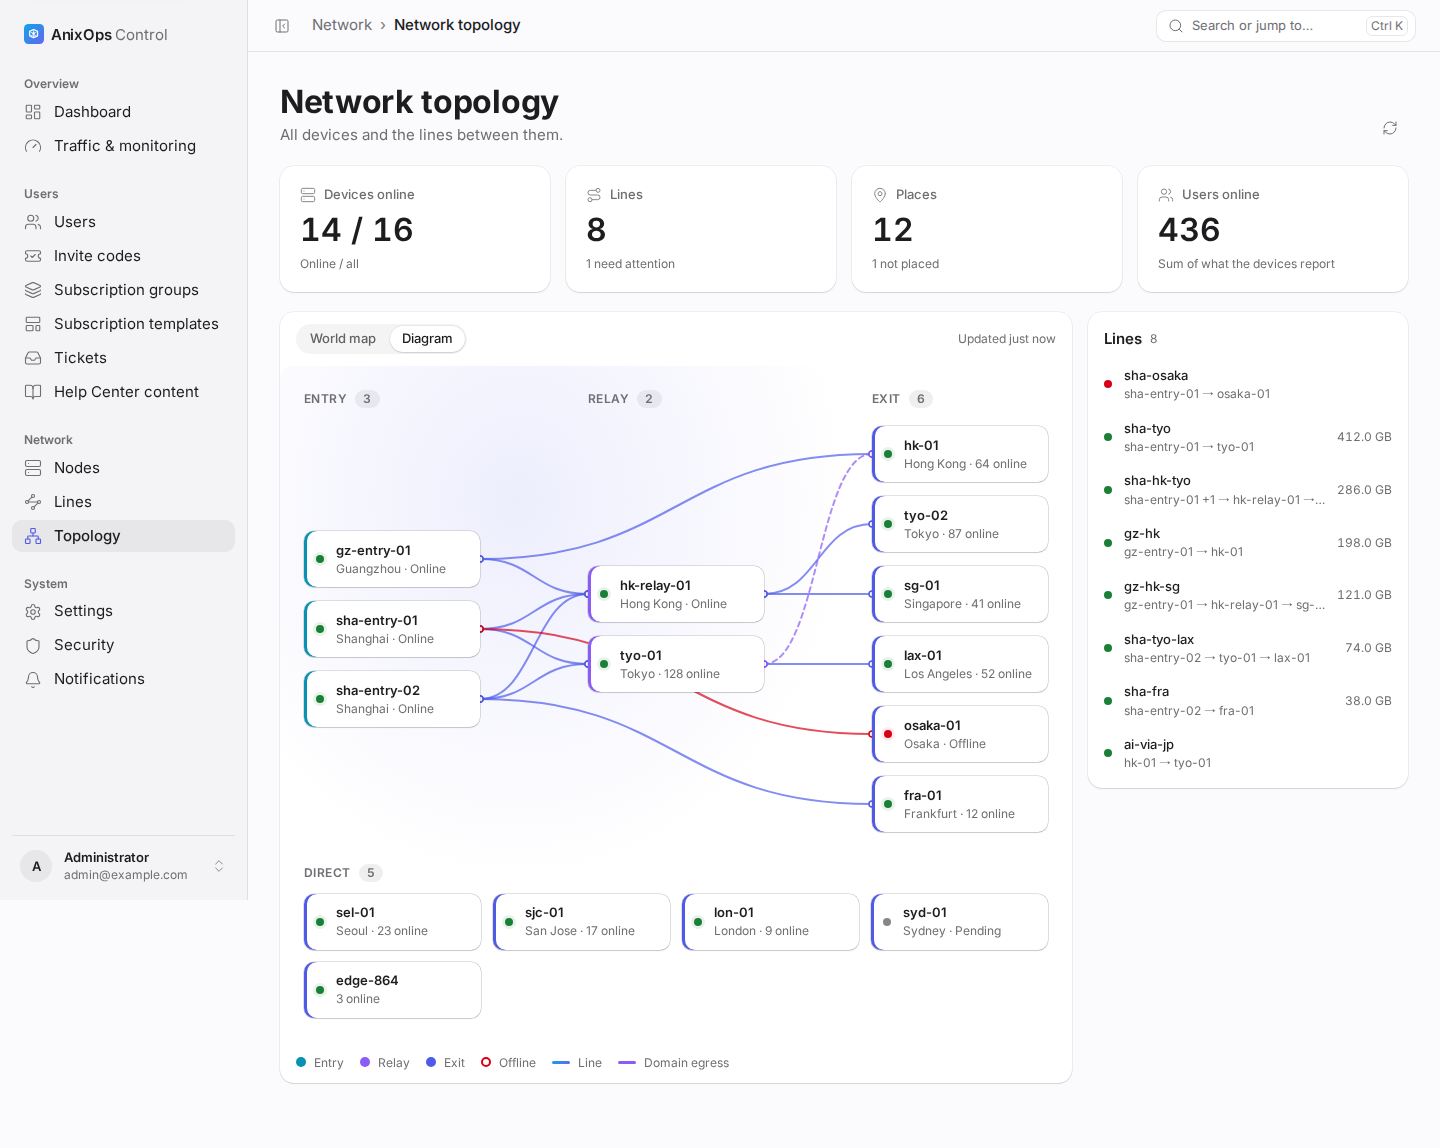 AnixOps Control
Overview
Dashboard
Traffic & monitoring
Users
Users
Invite codes
Subscription groups
Subscription templates
Tickets
Help Center content
Network
Nodes
Lines
Topology
System
Settings
Security
Notifications
A
Administrator
admin@example.com
Network › Network topology
Search or jump to...
Ctrl K
Network topology
All devices and the lines between them.
Devices online
14 / 16
Online / all
Lines
8
1 need attention
Places
12
1 not placed
Users online
436
Sum of what the devices report
World map
Diagram
Updated just now
ENTRY 3
RELAY 2
EXIT 6
gz-entry-01
Guangzhou · Online
sha-entry-01
Shanghai · Online
sha-entry-02
Shanghai · Online
hk-relay-01
Hong Kong · Online
tyo-01
Tokyo · 128 online
hk-01
Hong Kong · 64 online
tyo-02
Tokyo · 87 online
sg-01
Singapore · 41 online
lax-01
Los Angeles · 52 online
osaka-01
Osaka · Offline
fra-01
Frankfurt · 12 online
DIRECT 5
sel-01
Seoul · 23 online
sjc-01
San Jose · 17 online
lon-01
London · 9 online
syd-01
Sydney · Pending
edge-864
3 online
Entry
Relay
Exit
Offline
Line
Domain egress
Lines 8
sha-osaka
sha-entry-01 → osaka-01
sha-tyo
sha-entry-01 → tyo-01
412.0 GB
sha-hk-tyo
sha-entry-01 +1 → hk-relay-01 →...
286.0 GB
gz-hk
gz-entry-01 → hk-01
198.0 GB
gz-hk-sg
gz-entry-01 → hk-relay-01 → sg-...
121.0 GB
sha-tyo-lax
sha-entry-02 → tyo-01 → lax-01
74.0 GB
sha-fra
sha-entry-02 → fra-01
38.0 GB
ai-via-jp
hk-01 → tyo-01